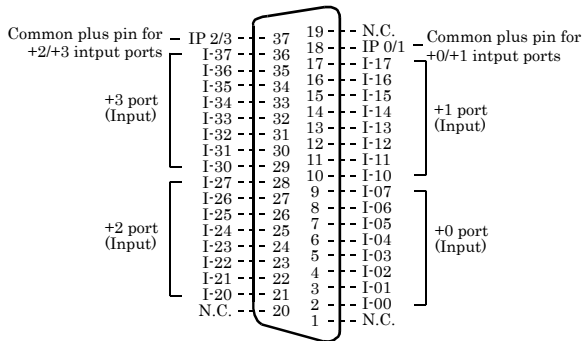 Common plus pin for
+2/+3 intput ports
IP 2/3 37
I-37 36
I-36 35
I-35 34
I-34 33
I-33 32
I-32 31
I-31 30
I-30 29
I-27 28
I-26 27
I-25 26
I-24 25
I-23 24
I-22 23
I-21 22
I-20 21
N.C. 20
+3 port
(Input)
+2 port
(Input)
19 N.C.
18 IP 0/1
17 I-17
16 I-16
15 I-15
14 I-14
13 I-13
12 I-12
11 I-11
10 I-10
9 I-07
8 I-06
7 I-05
6 I-04
5 I-03
4 I-02
3 I-01
2 I-00
1 N.C.
Common plus pin for
+0/+1 intput ports
+1 port
(Input)
+0 port
(Input)